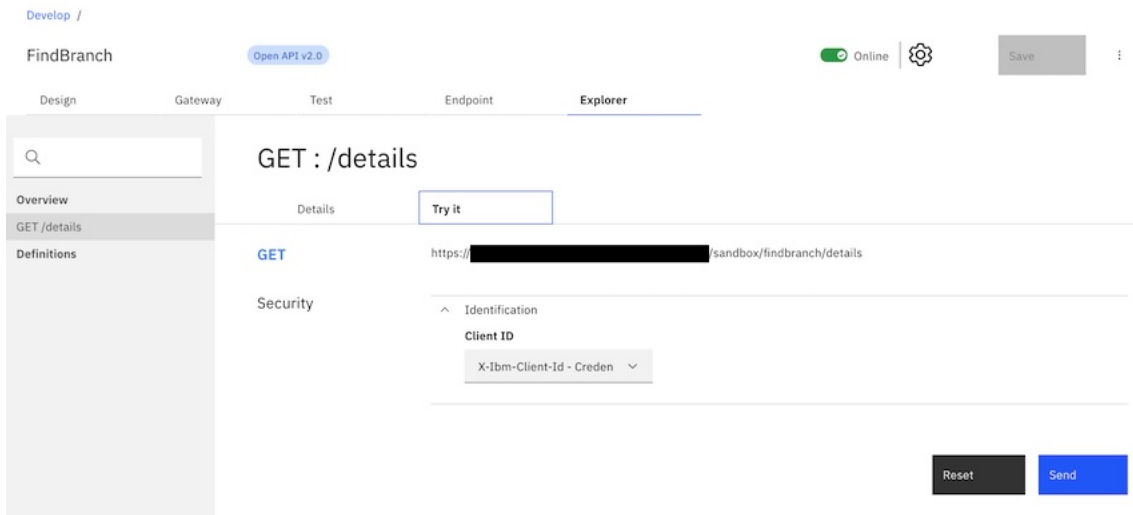 Develop /
FindBranch Open API v2.0 Online Save
Design Gateway Test Endpoint Explorer
GET : /details
Overview
GET /details
Definitions
Details Try it
GET https:// /sandbox/findbranch/details
Security
Identification
Client ID
X-Ibm-Client-Id - Creden
Reset Send